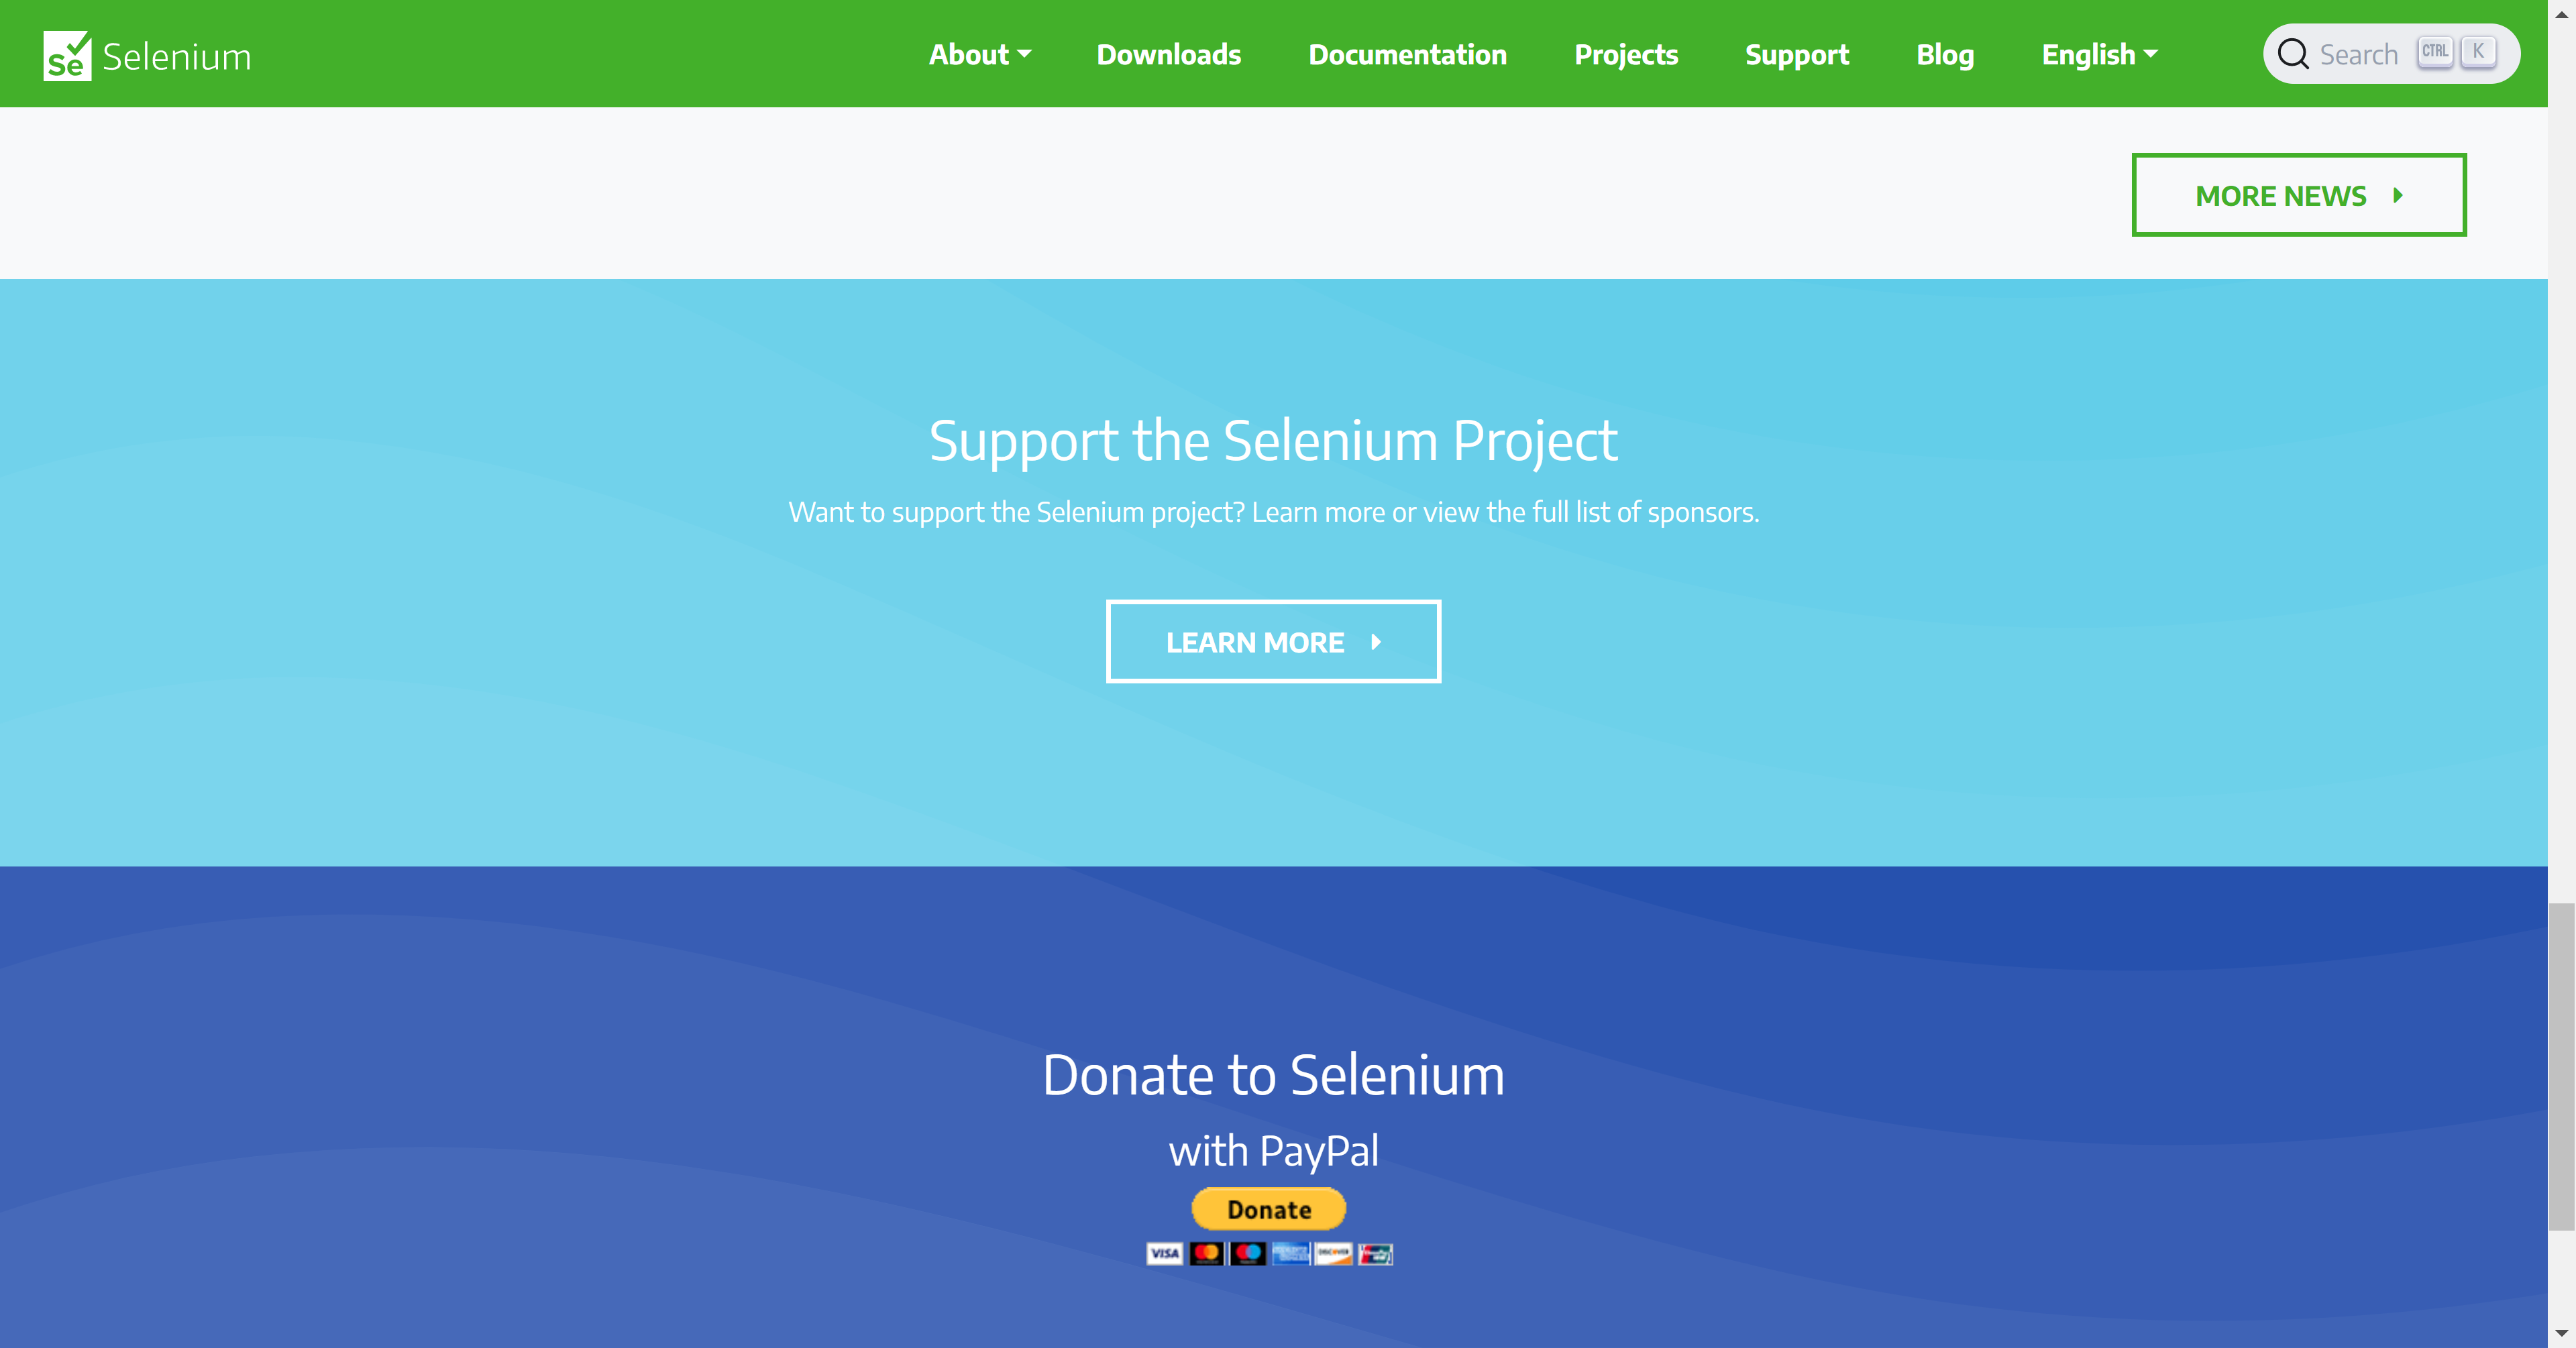 Se Selenium
About Downloads Documentation Projects Support Blog English Search CTRL K
MORE NEWS
Support the Selenium Project
Want to support the Selenium project? Learn more or view the full list of sponsors.
LEARN MORE
Donate to Selenium
with PayPal
Donate
VISA DISCOVER